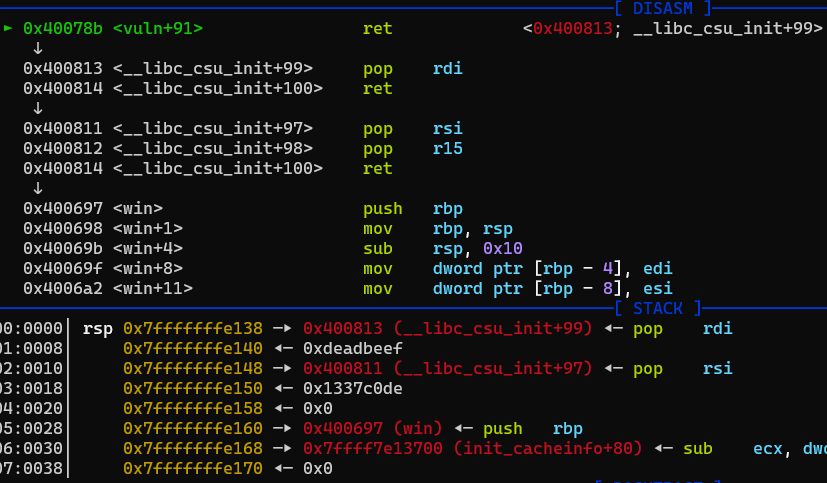 [ DISASM ]
► 0x40078b <vuln+91> ret <0x400813; __libc_csu_init+99>
↓
0x400813 <__libc_csu_init+99> pop rdi
0x400814 <__libc_csu_init+100> ret
↓
0x400811 <__libc_csu_init+97> pop rsi
0x400812 <__libc_csu_init+98> pop r15
0x400814 <__libc_csu_init+100> ret
↓
0x400697 <win> push rbp
0x400698 <win+1> mov rbp, rsp
0x40069b <win+4> sub rsp, 0x10
0x40069f <win+8> mov dword ptr [rbp - 4], edi
0x4006a2 <win+11> mov dword ptr [rbp - 8], esi
[ STACK ]
00:0000│ rsp 0x7fffffffe138 —▸ 0x400813 (__libc_csu_init+99) ◂— pop rdi
01:0008│ 0x7fffffffe140 ◂— 0xdeadbeef
02:0010│ 0x7fffffffe148 —▸ 0x400811 (__libc_csu_init+97) ◂— pop rsi
03:0018│ 0x7fffffffe150 ◂— 0x1337c0de
04:0020│ 0x7fffffffe158 ◂— 0x0
05:0028│ 0x7fffffffe160 —▸ 0x400697 (win) ◂— push rbp
06:0030│ 0x7fffffffe168 —▸ 0x7ffff7e13700 (init_cacheinfo+80) ◂— sub ecx, dwo
07:0038│ 0x7fffffffe170 ◂— 0x0